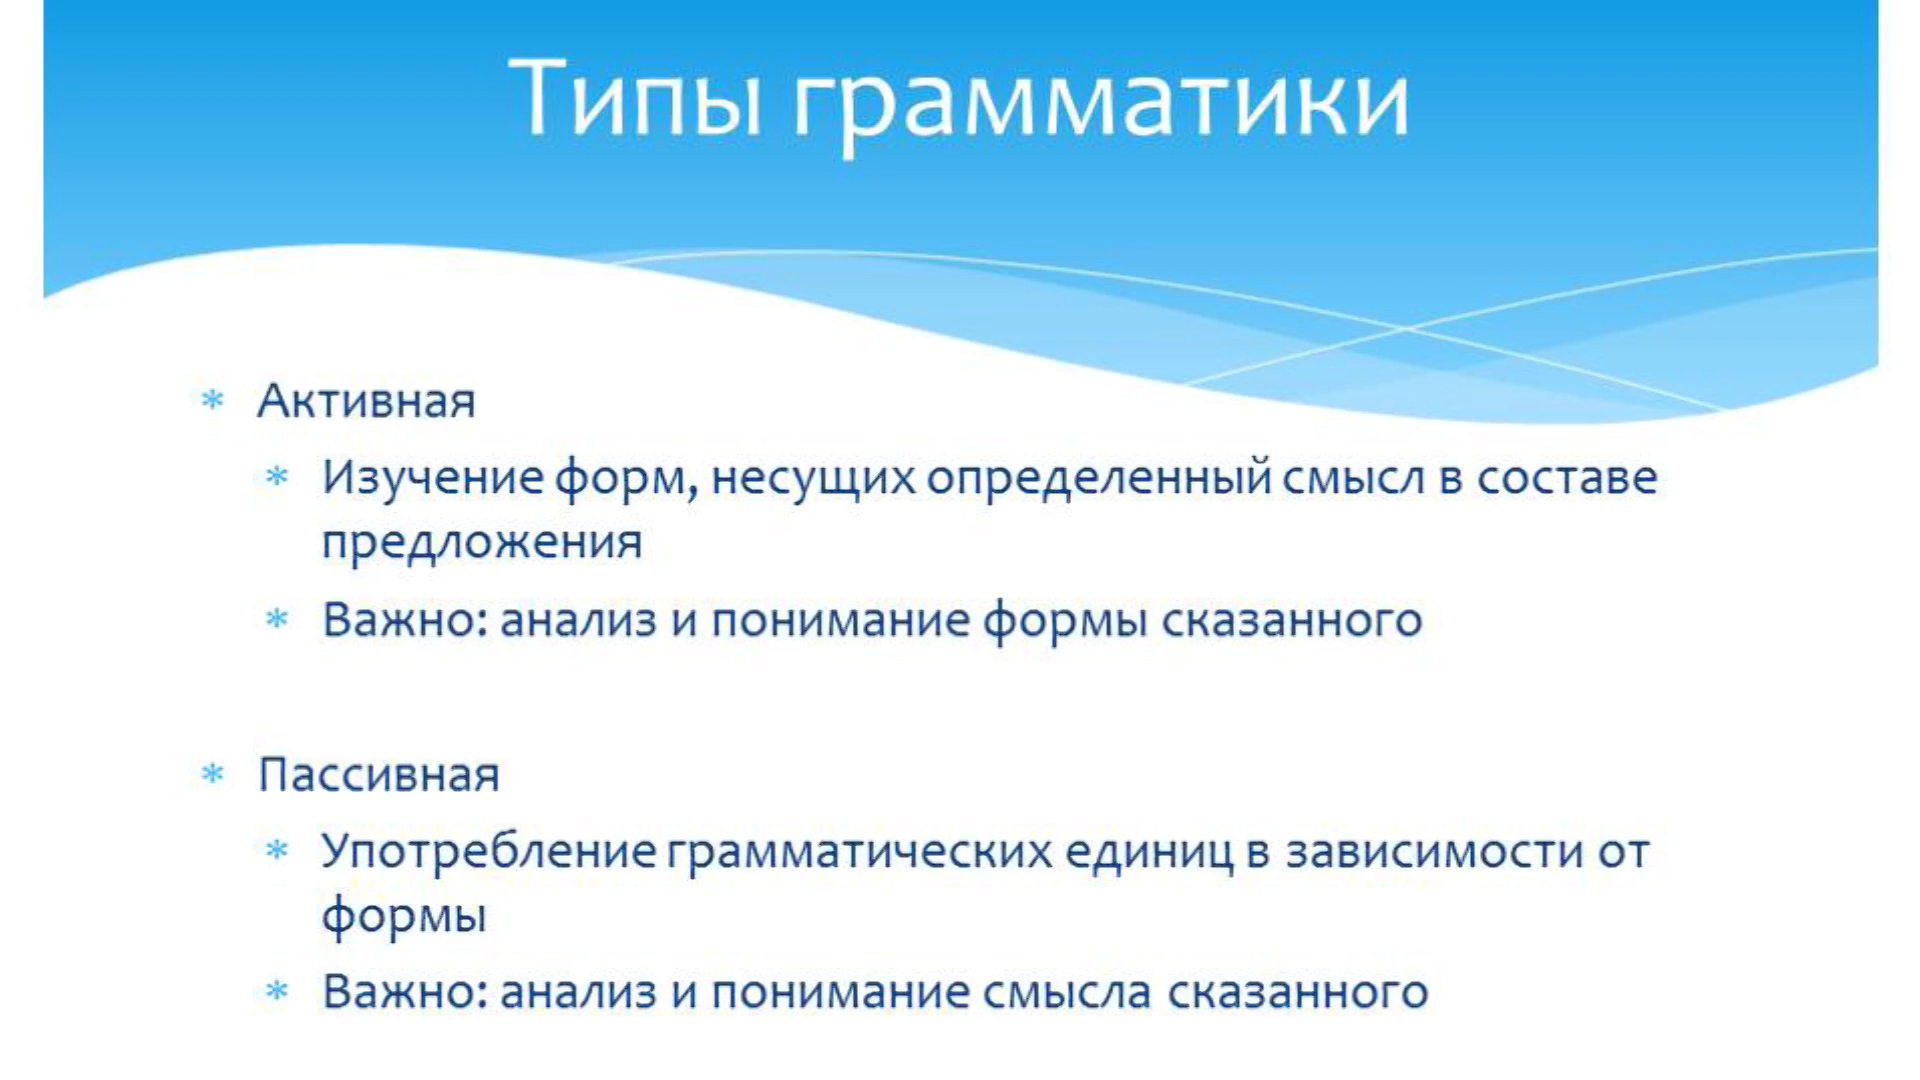 Типы грамматики
* Активная
* Изучение форм, несущих определенный смысл в составе
предложения
* Важно: анализ и понимание формы сказанного
* Пассивная
* Употребление грамматических единиц в зависимости от
формы
* Важно: анализ и понимание смысла сказанного